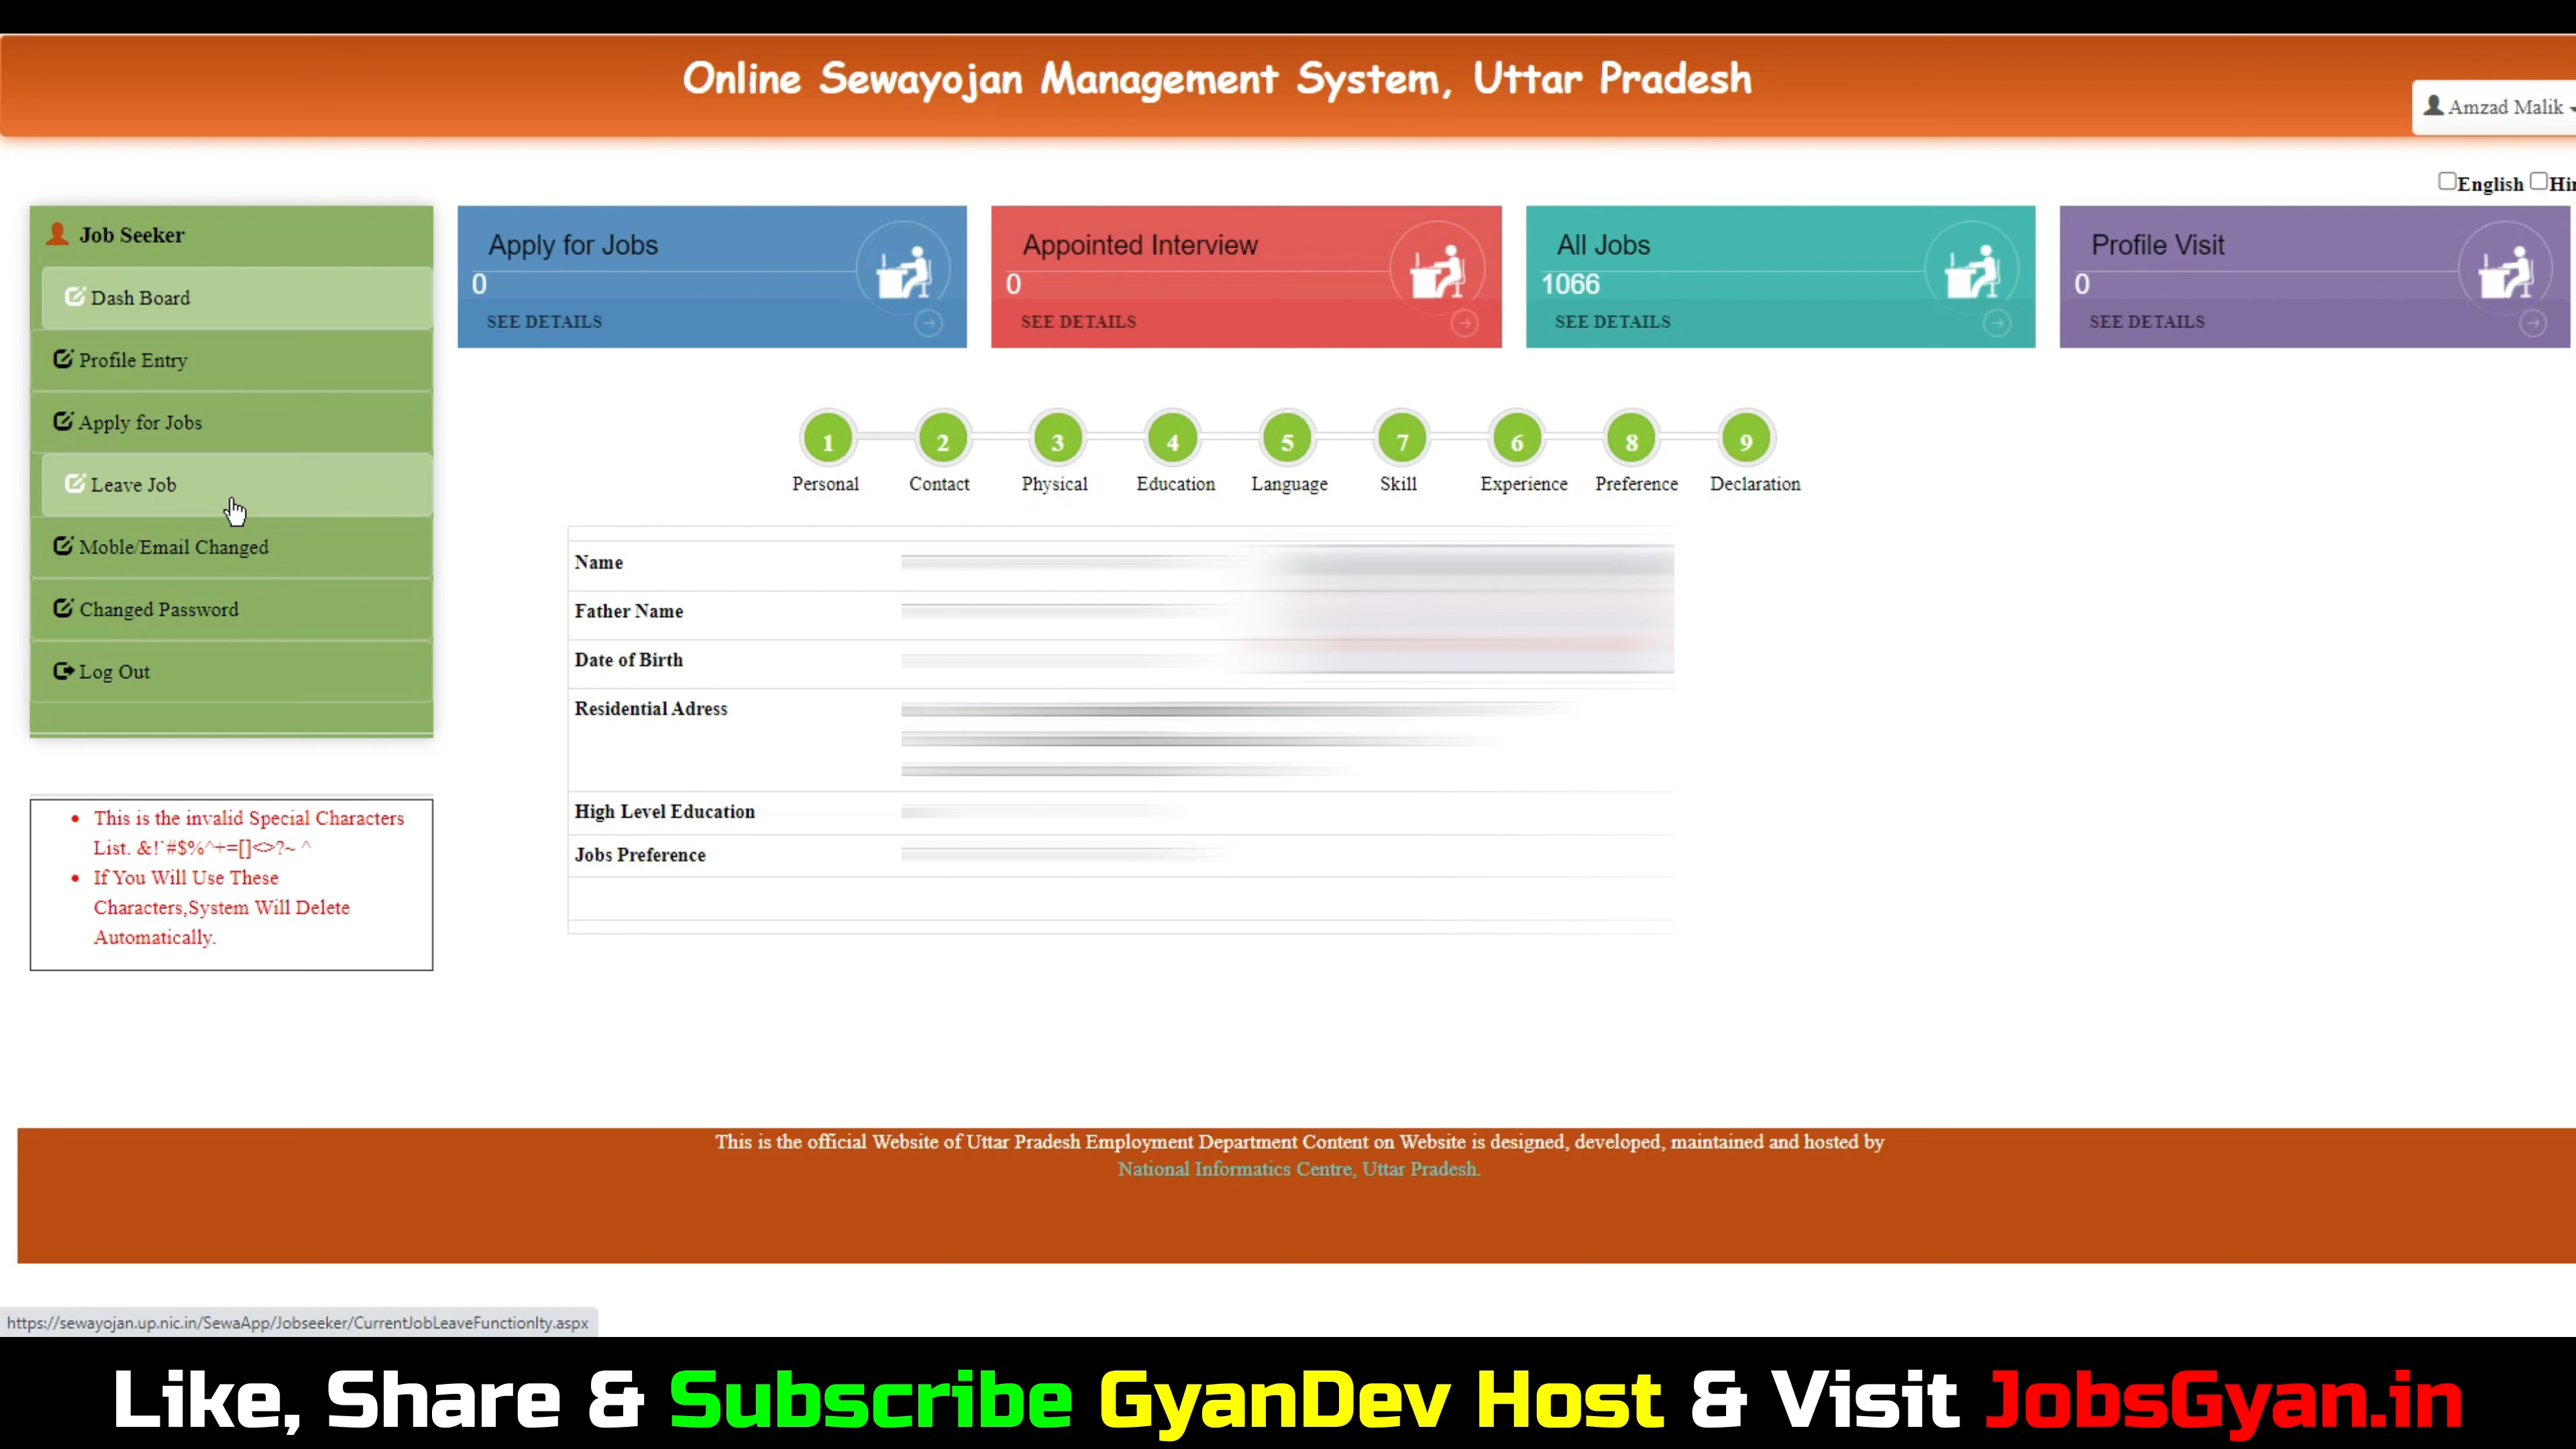 Online Sewayojan Management System, Uttar Pradesh
Amzad Malik
English
Job Seeker
Dash Board
Profile Entry
Apply for Jobs
Leave Job
Moble/Email Changed
Changed Password
Log Out
Apply for Jobs
0
SEE DETAILS
Appointed Interview
0
SEE DETAILS
All Jobs
1066
SEE DETAILS
Profile Visit
0
SEE DETAILS
1 2 3 4 5 7 6 8 9
Personal Contact Physical Education Language Skill Experience Preference Declaration
Name
Father Name
Date of Birth
Residential Adress
High Level Education
Jobs Preference
This is the invalid Special Characters
List. &!`#$%^+=[]<>?~ ^
If You Will Use These
Characters,System Will Delete
Automatically.
This is the official Website of Uttar Pradesh Employment Department Content on Website is designed, developed, maintained and hosted by
National Informatics Centre, Uttar Pradesh.
https://sewayojan.up.nic.in/SewaApp/Jobseeker/CurrentJobLeaveFunctionlty.aspx
Like, Share & Subscribe GyanDev Host & Visit JobsGyan.in